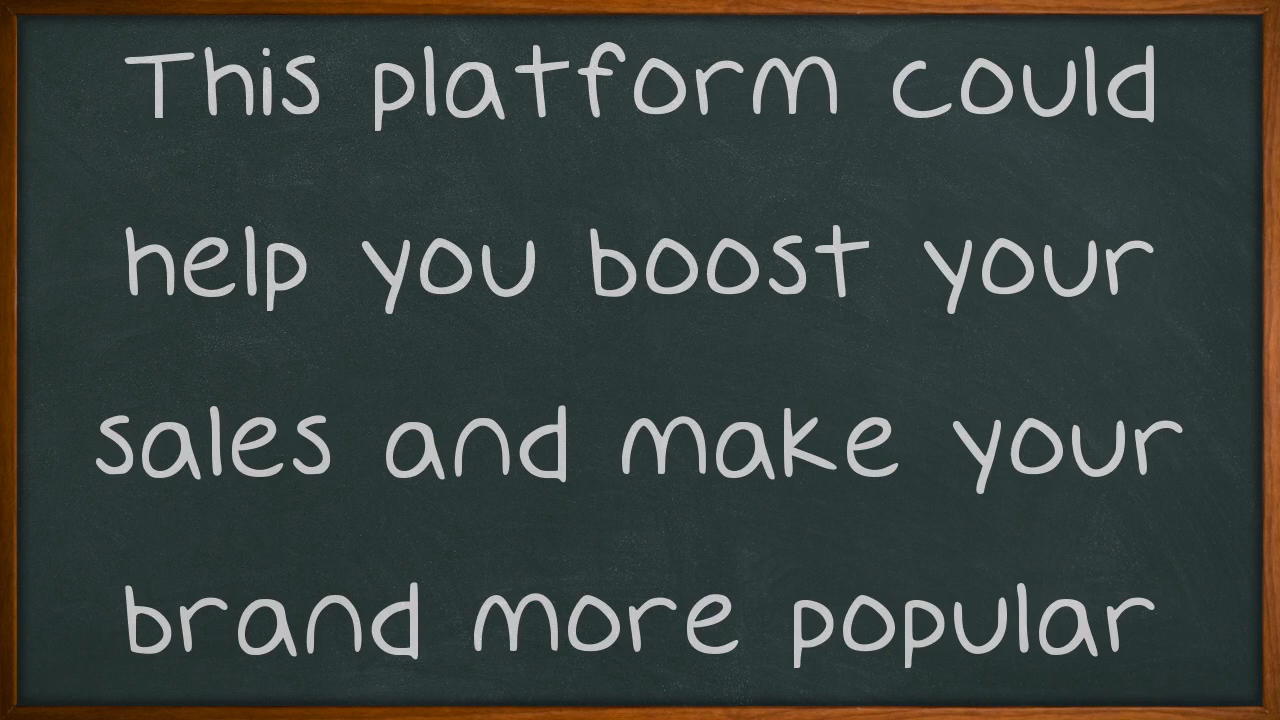 This platform could
help you boost your
sales and make your
brand more popular